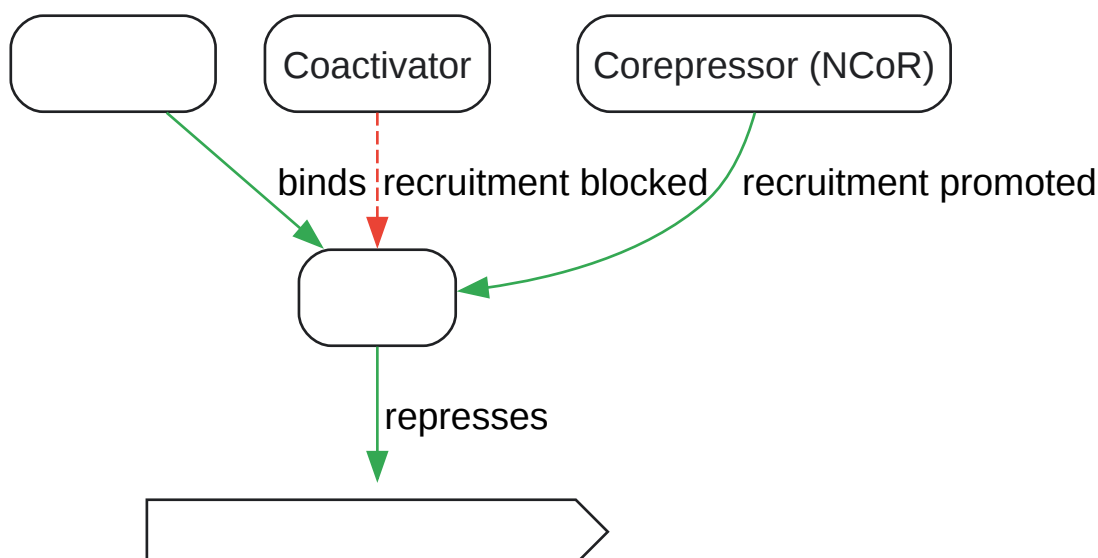 Coactivator
Corepressor (NCoR)
binds
recruitment blocked
recruitment promoted
represses